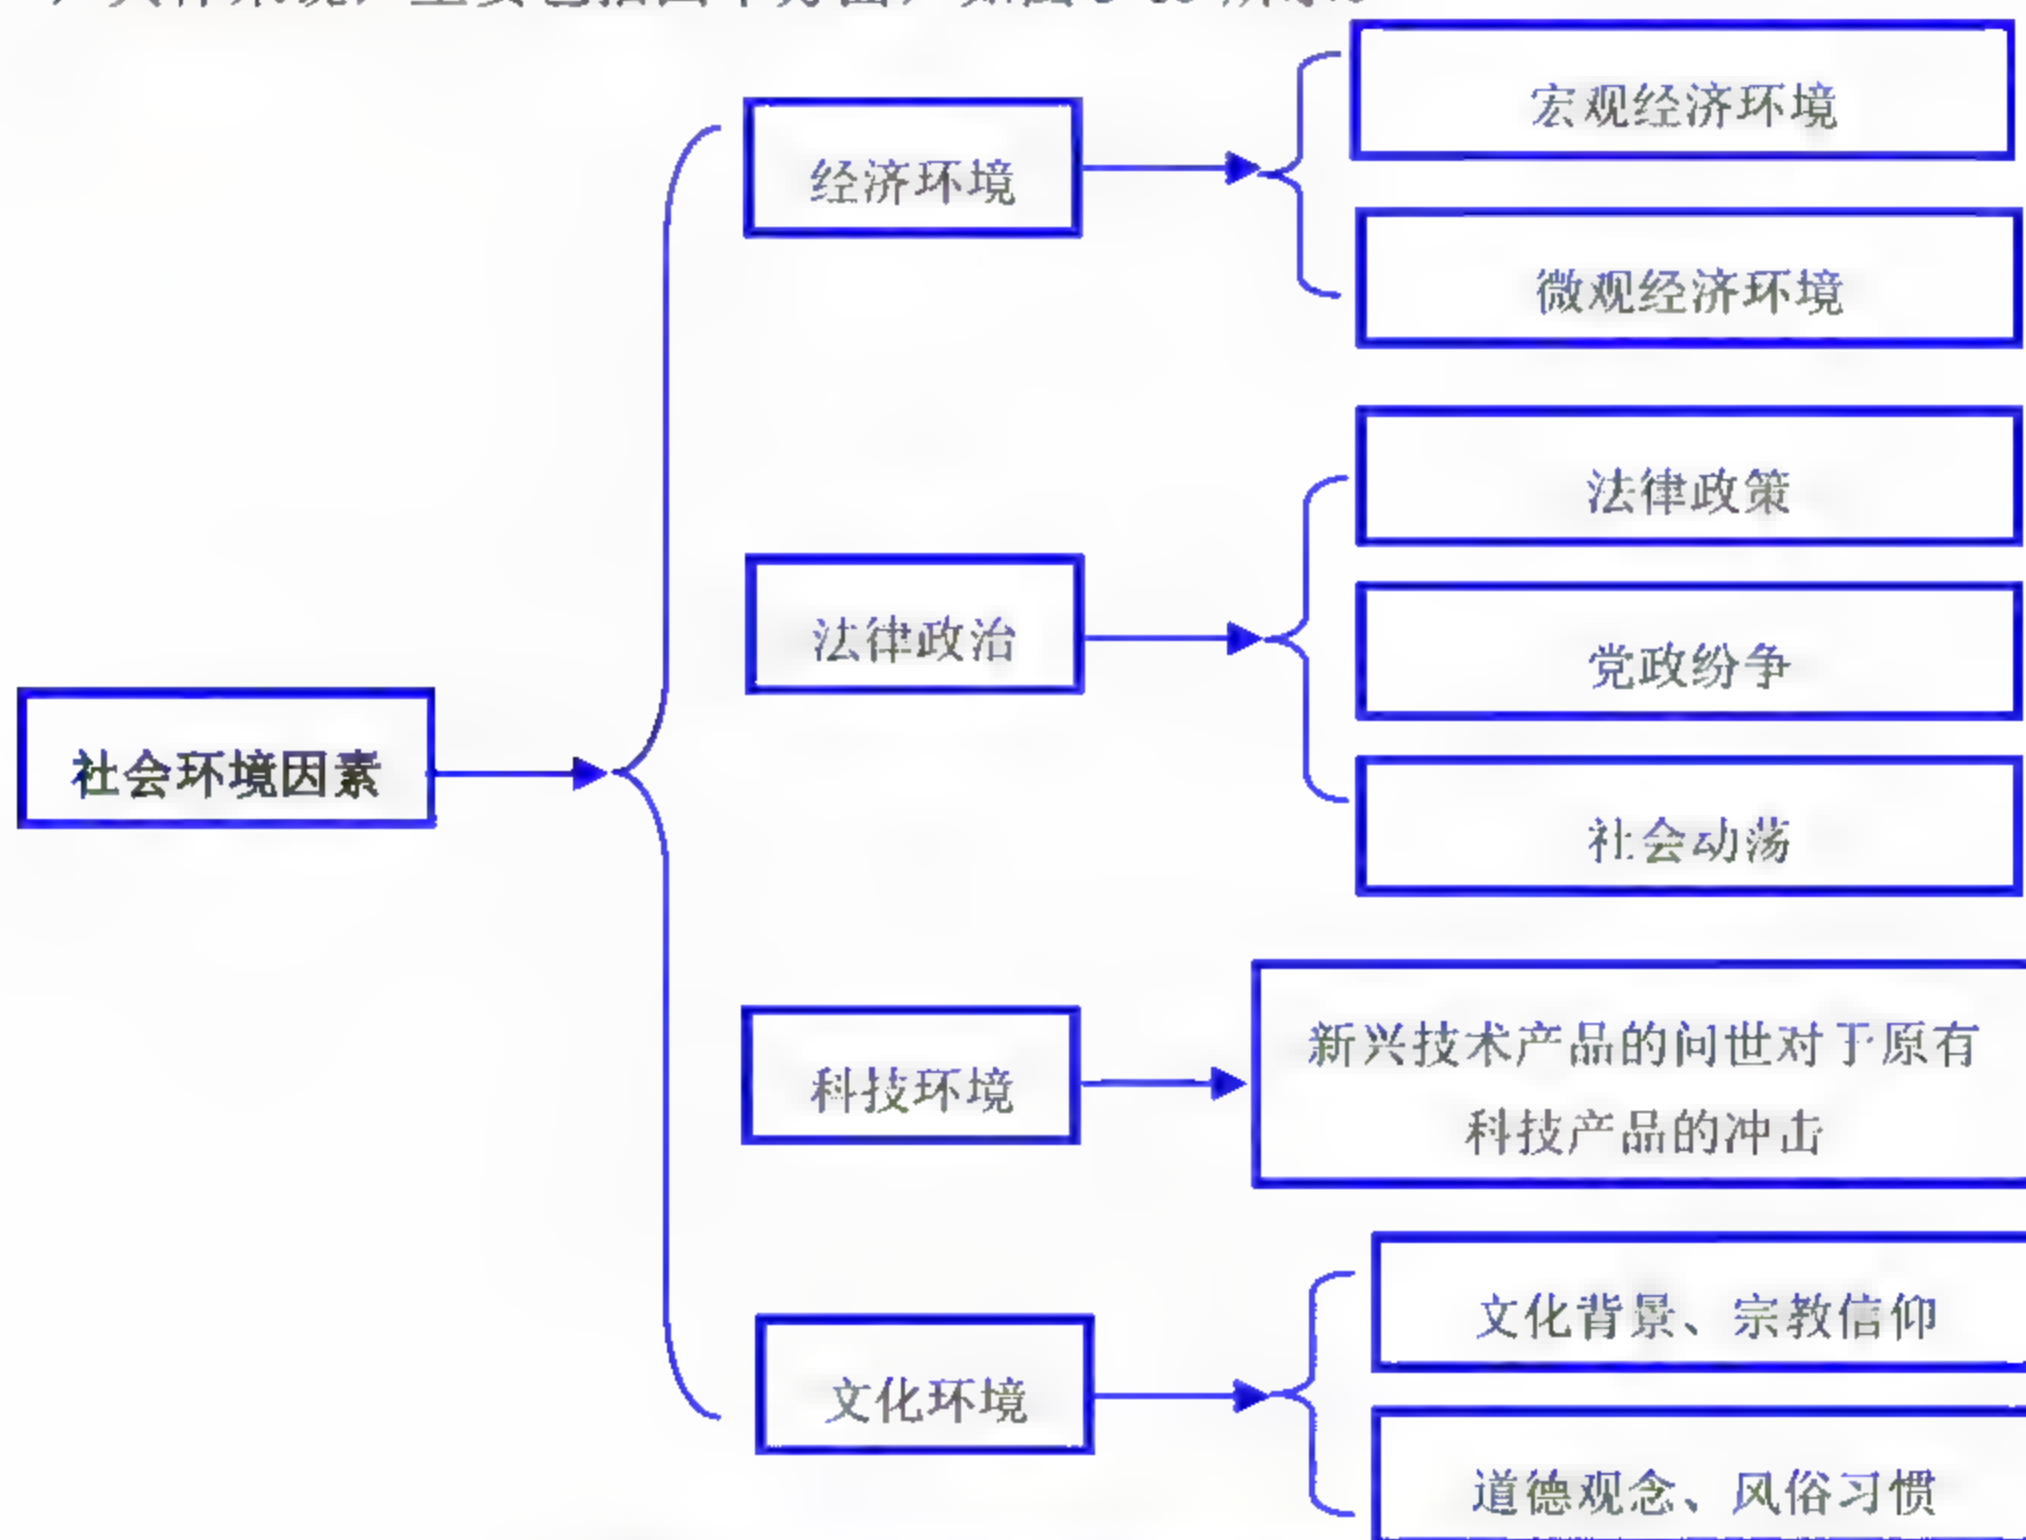 宏观经济环境
经济环境
微观经济环境
法律政策
法律政治
党政纷争
社会环境因素
社会动荡
新兴技术产品的问世对于原有
科技环境
科技产品的冲击
文化背景、宗教信仰
文化环境
道德观念、风俗习惯